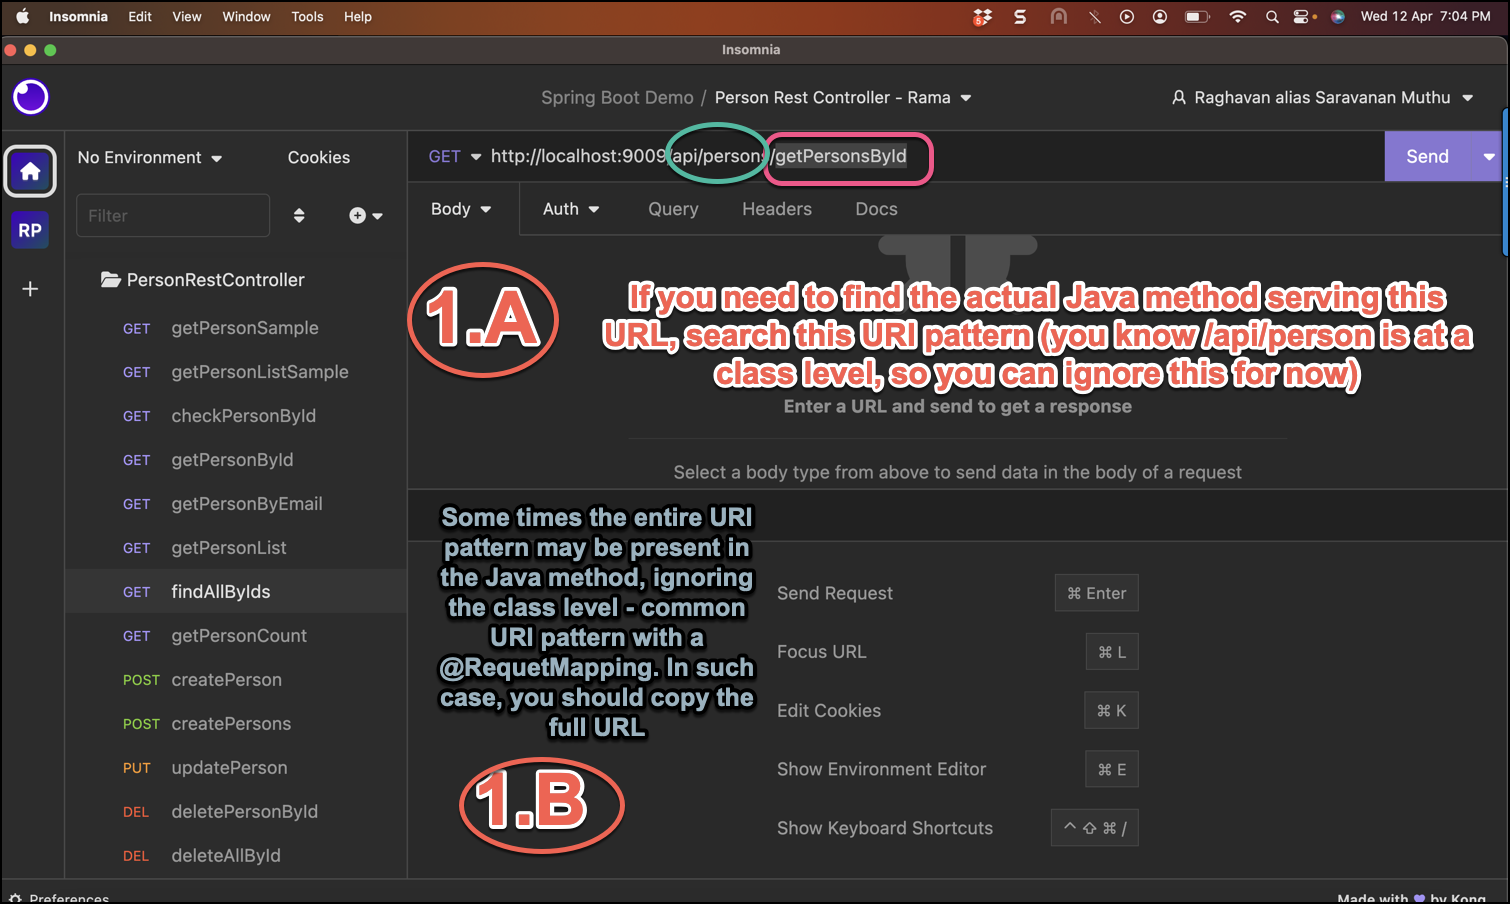 Insomnia Edit View Window Tools Help
5 S Wed 12 Apr 7:04 PM
Insomnia
Spring Boot Demo / Person Rest Controller - Rama
Raghavan alias Saravanan Muthu
No Environment
Cookies
GET http://localhost:9009/api/persons/getPersonsById
Send
Filter
RP
Body
Auth
Query
Headers
Docs
PersonRestController
GET getPersonSample
GET getPersonListSample
GET checkPersonById
GET getPersonById
GET getPersonByEmail
GET getPersonList
GET findAllByIds
GET getPersonCount
POST createPerson
POST createPersons
PUT updatePerson
DEL deletePersonById
DEL deleteAllById
1.A
If you need to find the actual Java method serving this
URL, search this URI pattern (you know /api/person is at a
class level, so you can ignore this for now)
Enter a URL and send to get a response
Select a body type from above to send data in the body of a request
Some times the entire URI
pattern may be present in
the Java method, ignoring
the class level - common
URI pattern with a
@RequetMapping. In such
case, you should copy the
full URL
1.B
Send Request ⌘ Enter
Focus URL ⌘ L
Edit Cookies ⌘ K
Show Environment Editor ⌘ E
Show Keyboard Shortcuts ⌃ ⇧ ⌘ /
Preferences
Made with 💜 by Kong